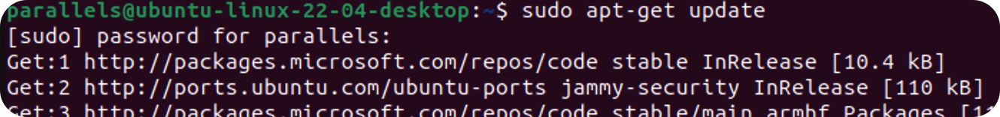 parallels@ubuntu-linux-22-04-desktop:~$ sudo apt-get update
[sudo] password for parallels:
Get:1 http://packages.microsoft.com/repos/code stable InRelease [10.4 kB]
Get:2 http://ports.ubuntu.com/ubuntu-ports jammy-security InRelease [110 kB]
Get:3 http://packages.microsoft.com/repos/code stable/main armhf Packages